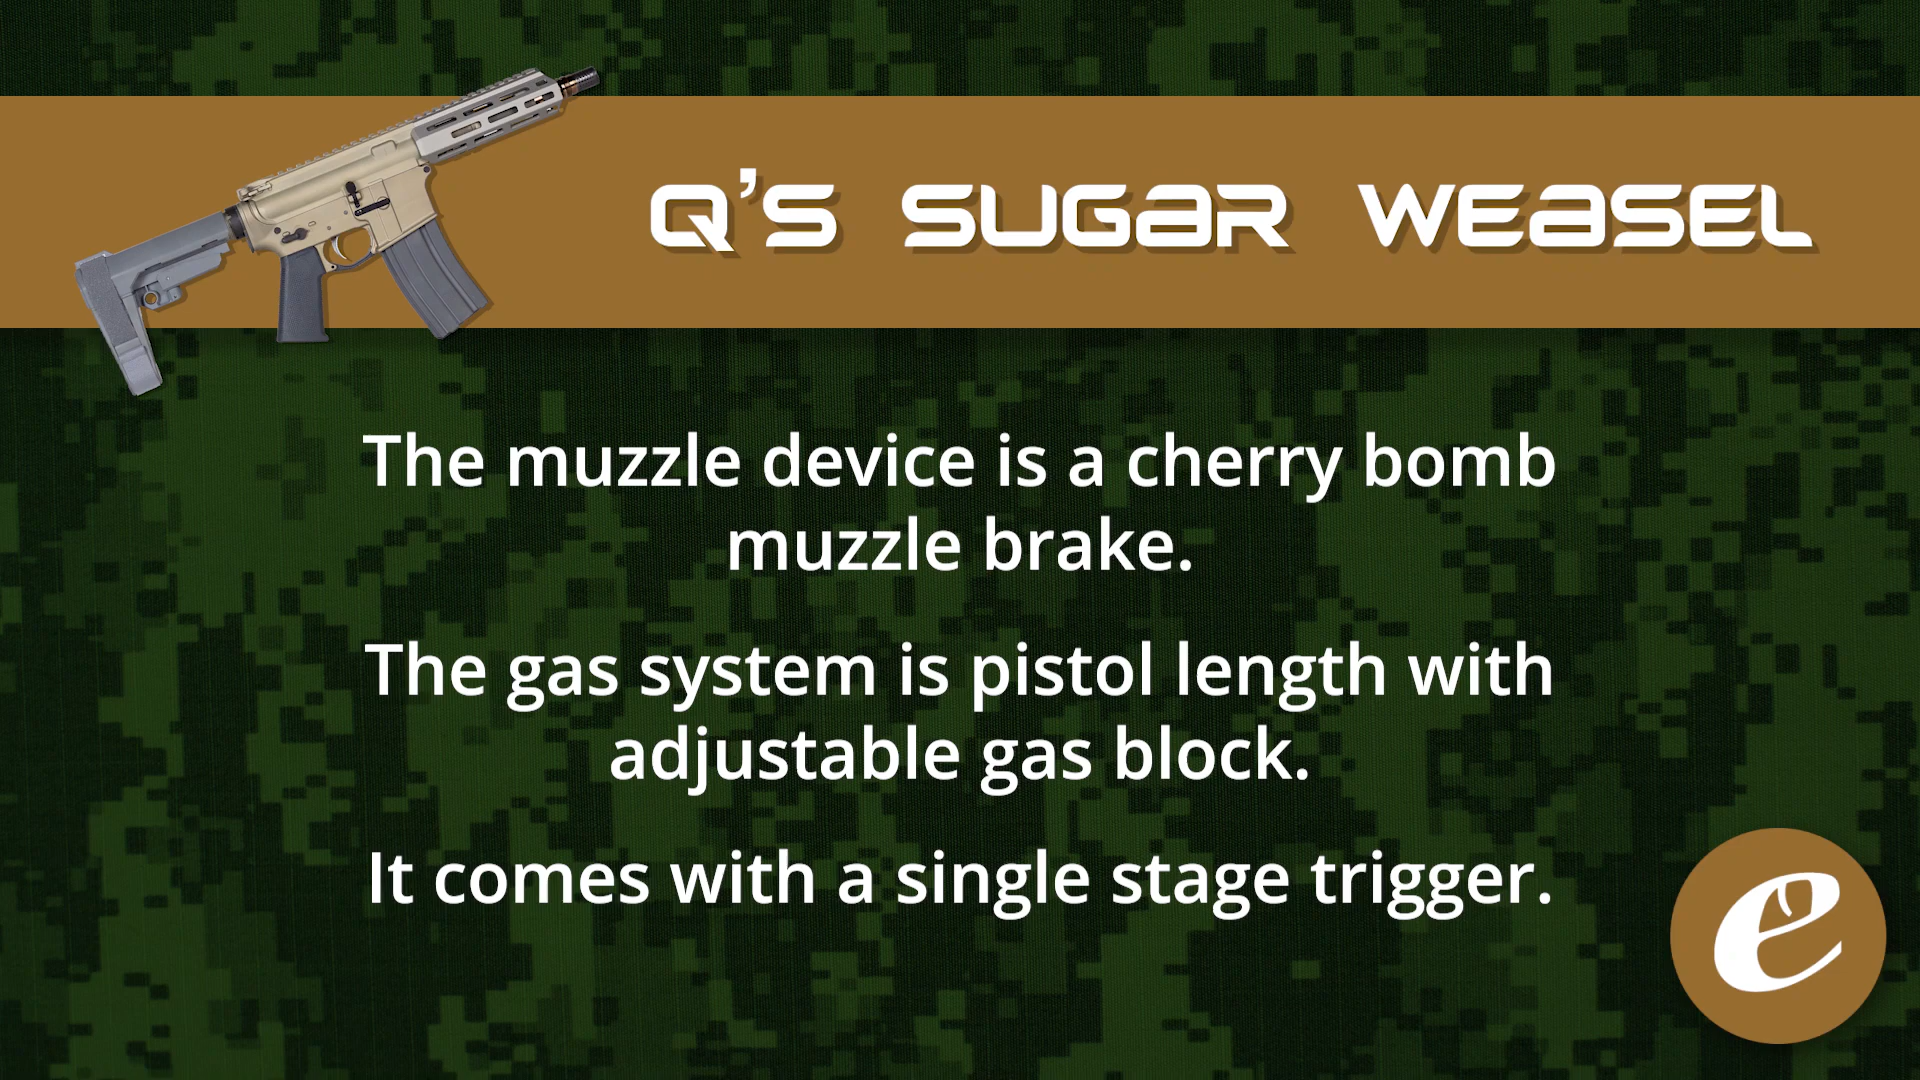 Q'S SUGAR WEASEL
The muzzle device is a cherry bomb
muzzle brake.
The gas system is pistol length with
adjustable gas block.
It comes with a single stage trigger.
e